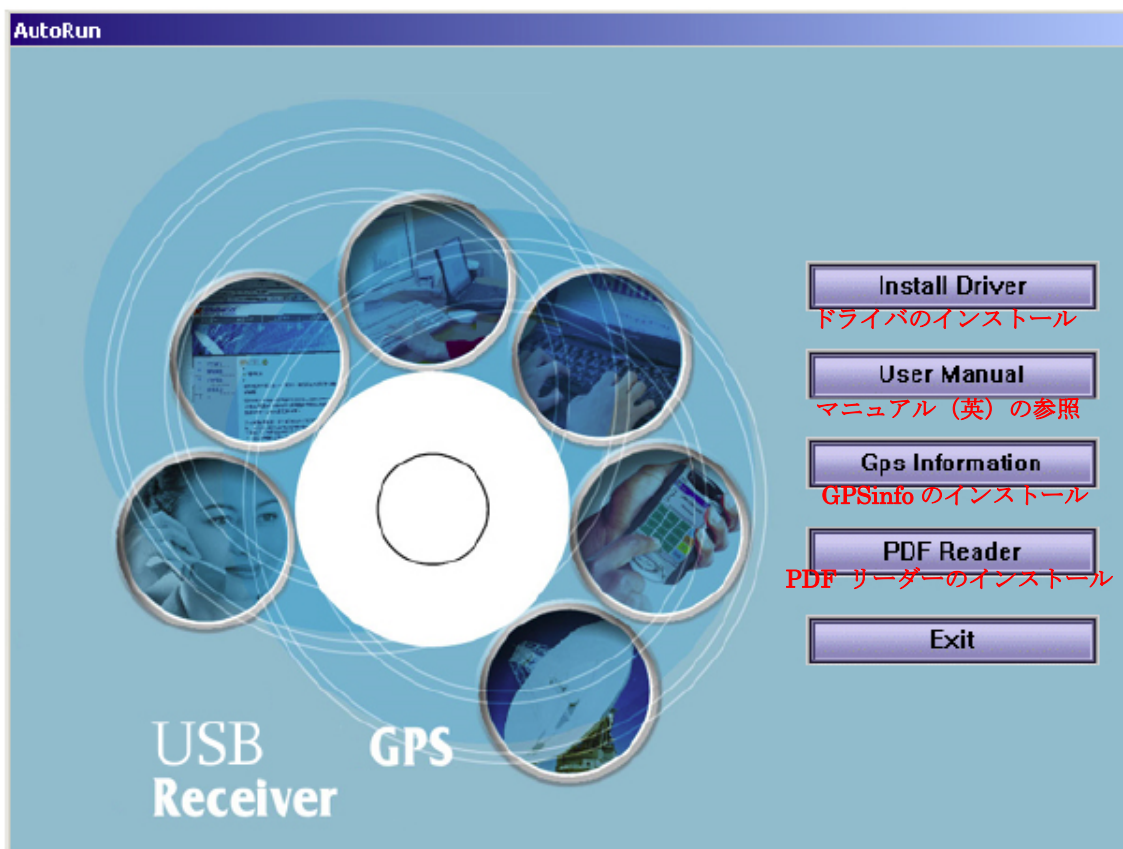 AutoRun
Install Driver
ドライバのインストール
User Manual
マニュアル（英）の参照
Gps Information
GPSinfo のインストール
PDF Reader
PDF リーダーのインストール
Exit
USB GPS
Receiver